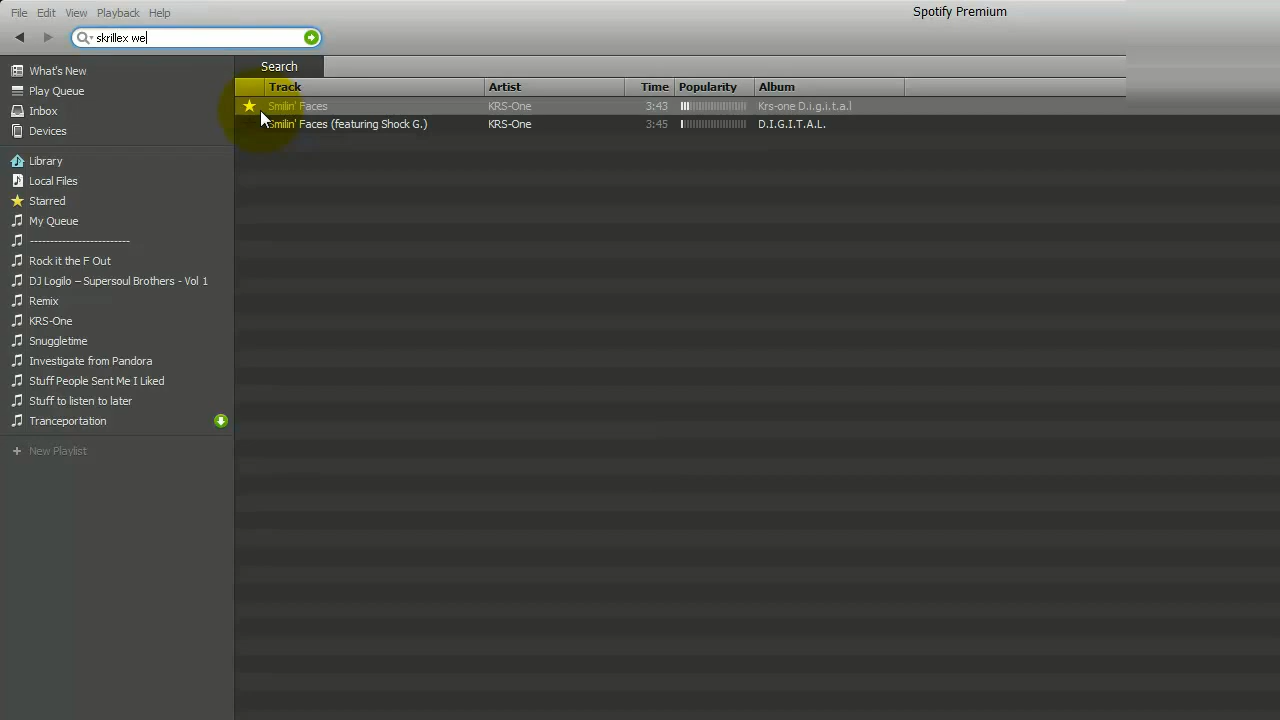 File Edit View Playback Help
Spotify Premium
skrillex we
What's New
Play Queue
Inbox
Devices
Library
Local Files
Starred
My Queue
-------------------------
Rock it the F Out
DJ Logilo – Supersoul Brothers - Vol 1
Remix
KRS-One
Snuggletime
Investigate from Pandora
Stuff People Sent Me I Liked
Stuff to listen to later
Tranceportation
+ New Playlist
Search
Track Artist Time Popularity Album
Smilin' Faces KRS-One 3:43 Krs-one D.i.g.i.t.a.l
Smilin' Faces (featuring Shock G.) KRS-One 3:45 D.I.G.I.T.A.L.